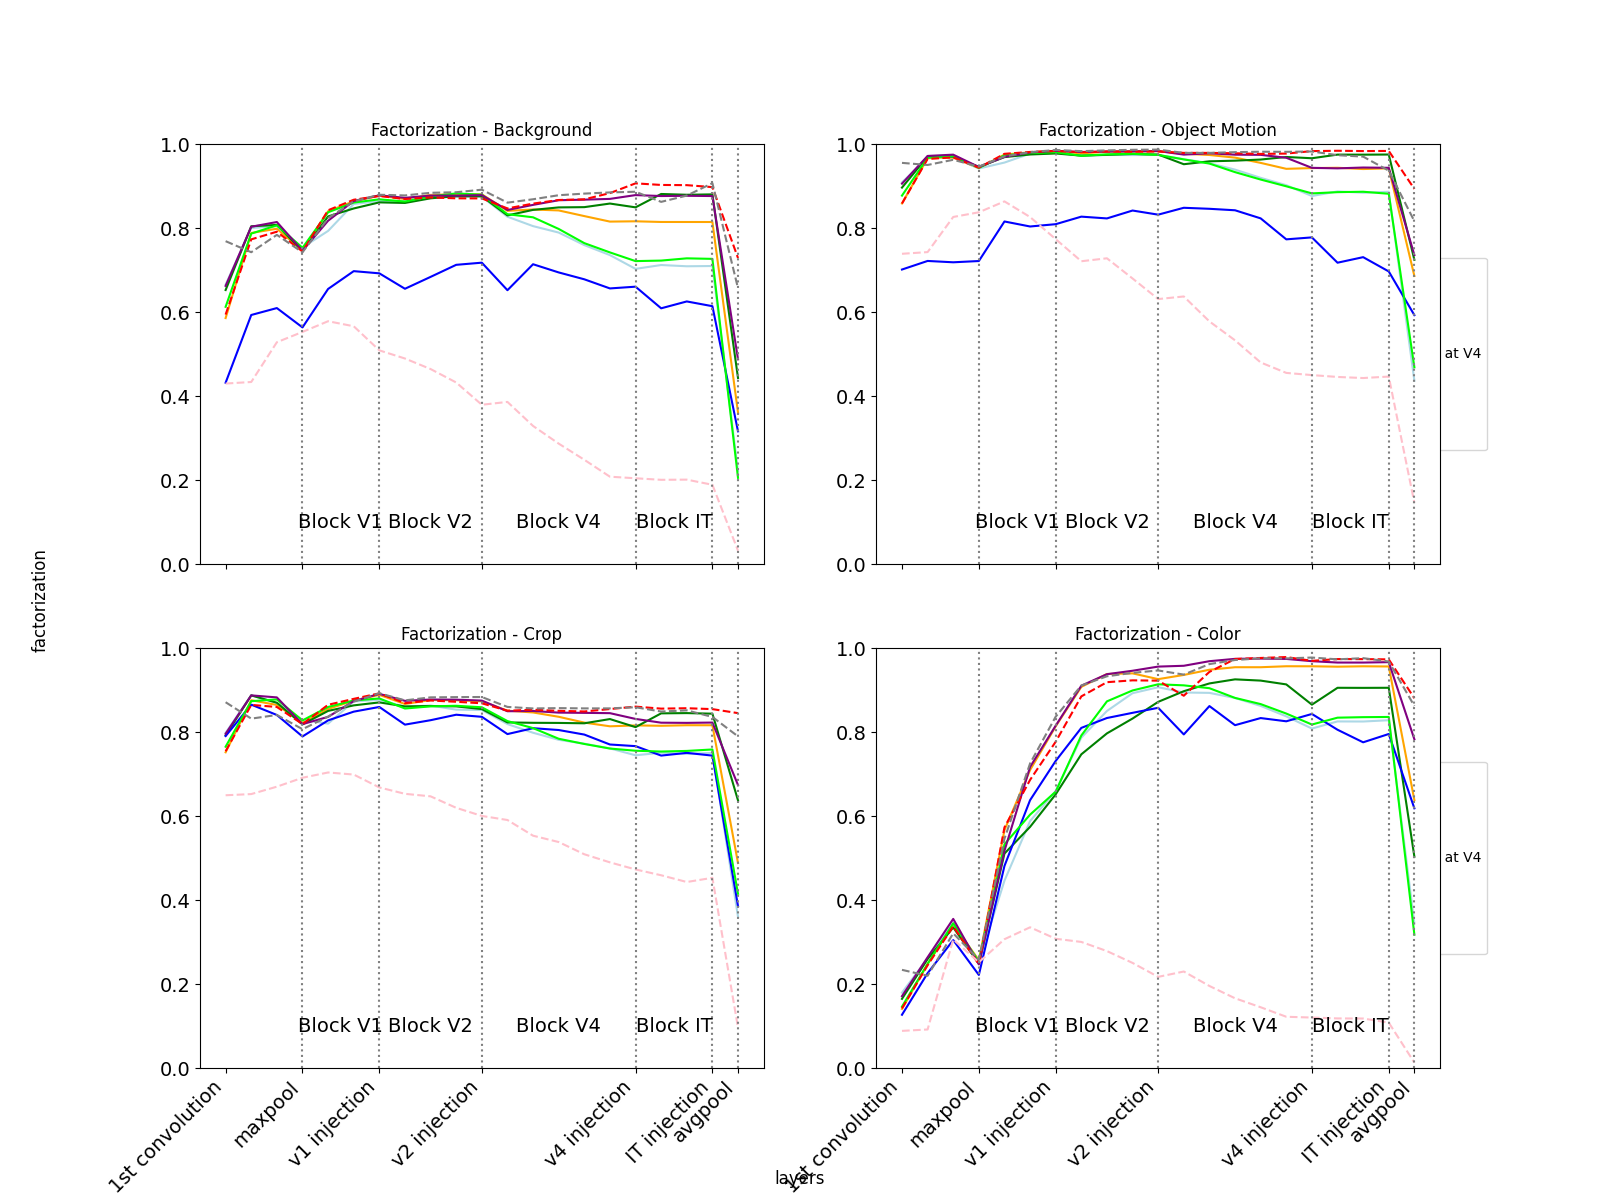 Factorization - Background
Factorization - Object Motion
1.0
0.8
0.6
0.4
0.2
0.0
Block V1 Block V2 Block V4 Block IT
1.0
0.8
0.6
0.4
0.2
0.0
Block V1 Block V2 Block V4 Block IT
at V4
factorization
Factorization - Crop
Factorization - Color
1.0
0.8
0.6
0.4
0.2
0.0
Block V1 Block V2 Block V4 Block IT
1.0
0.8
0.6
0.4
0.2
0.0
Block V1 Block V2 Block V4 Block IT
at V4
1st convolution
maxpool
v1 injection
v2 injection
v4 injection
IT injection
avgpool
1st convolution
maxpool
v1 injection
v2 injection
v4 injection
IT injection
avgpool
layers